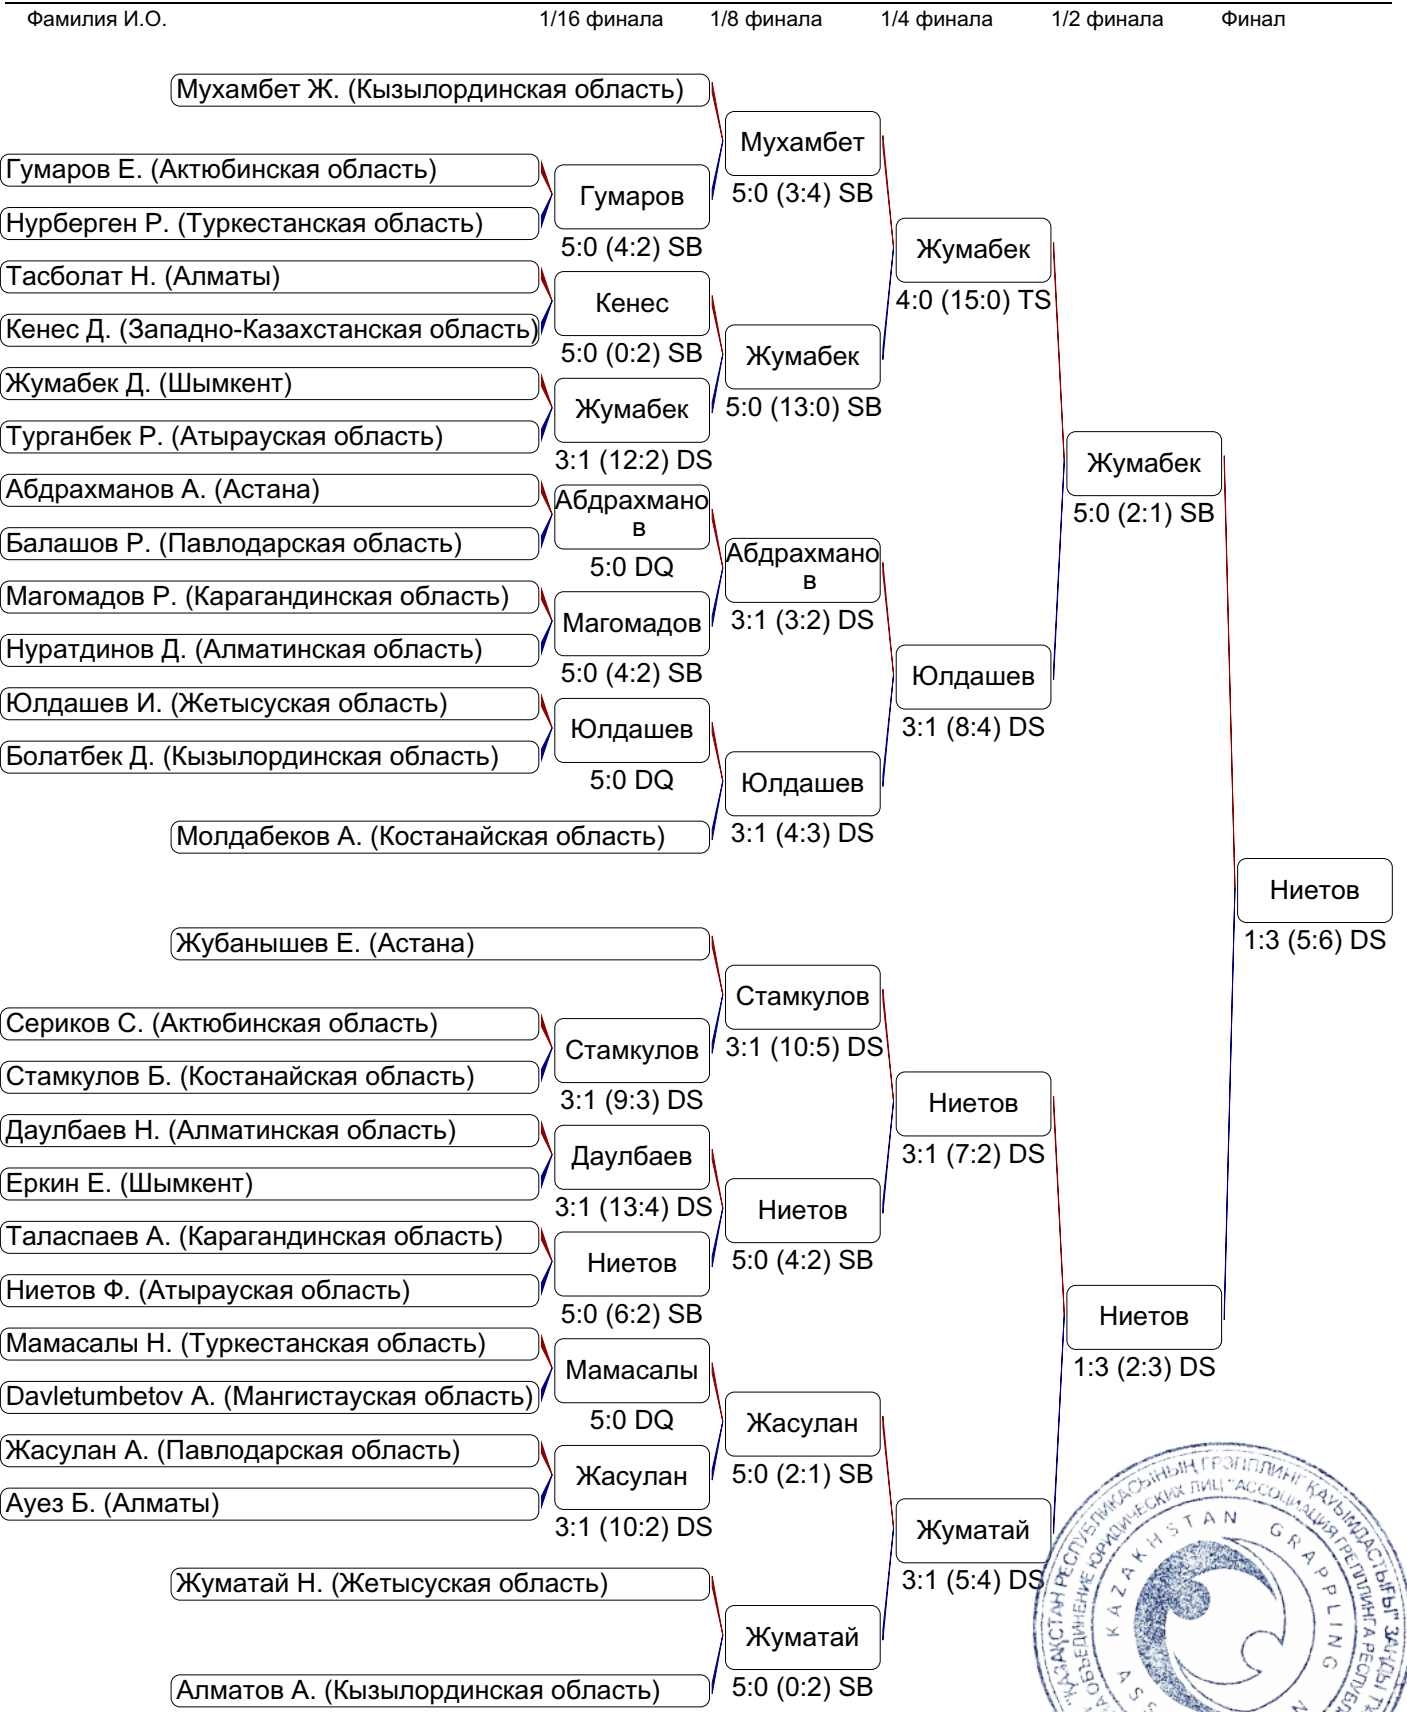 Фамилия И.О. 1/16 финала 1/8 финала 1/4 финала 1/2 финала Финал
Мухамбет Ж. (Кызылординская область)
Мухамбет
5:0 (3:4) SB
Гумаров Е. (Актюбинская область)
Гумаров
5:0 (4:2) SB
Нурберген Р. (Туркестанская область)
Жумабек
4:0 (15:0) TS
Тасболат Н. (Алматы)
Кенес
5:0 (0:2) SB
Кенес Д. (Западно-Казахстанская область)
Жумабек
5:0 (13:0) SB
Жумабек Д. (Шымкент)
Жумабек
3:1 (12:2) DS
Турганбек Р. (Атырауская область)
Жумабек
5:0 (2:1) SB
Абдрахманов А. (Астана)
Абдрахмано
в
5:0 DQ
Балашов Р. (Павлодарская область)
Абдрахмано
в
3:1 (3:2) DS
Магомадов Р. (Карагандинская область)
Магомадов
5:0 (4:2) SB
Нуратдинов Д. (Алматинская область)
Юлдашев
3:1 (8:4) DS
Юлдашев И. (Жетысуская область)
Юлдашев
5:0 DQ
Болатбек Д. (Кызылординская область)
Юлдашев
3:1 (4:3) DS
Молдабеков А. (Костанайская область)
Ниетов
1:3 (5:6) DS
Жубанышев Е. (Астана)
Стамкулов
3:1 (10:5) DS
Сериков С. (Актюбинская область)
Стамкулов
3:1 (9:3) DS
Стамкулов Б. (Костанайская область)
Ниетов
3:1 (7:2) DS
Даулбаев Н. (Алматинская область)
Даулбаев
3:1 (13:4) DS
Еркин Е. (Шымкент)
Ниетов
5:0 (4:2) SB
Таласпаев А. (Карагандинская область)
Ниетов
5:0 (6:2) SB
Ниетов Ф. (Атырауская область)
Ниетов
1:3 (2:3) DS
Мамасалы Н. (Туркестанская область)
Мамасалы
5:0 DQ
Davletumbetov A. (Мангистауская область)
Жасулан
5:0 (2:1) SB
Жасулан А. (Павлодарская область)
Жасулан
3:1 (10:2) DS
Ауез Б. (Алматы)
Жуматай
3:1 (5:4) DS
Жуматай Н. (Жетысуская область)
Жуматай
5:0 (0:2) SB
Алматов А. (Кызылординская область)
KAZAKHSTAN GRAPPLING